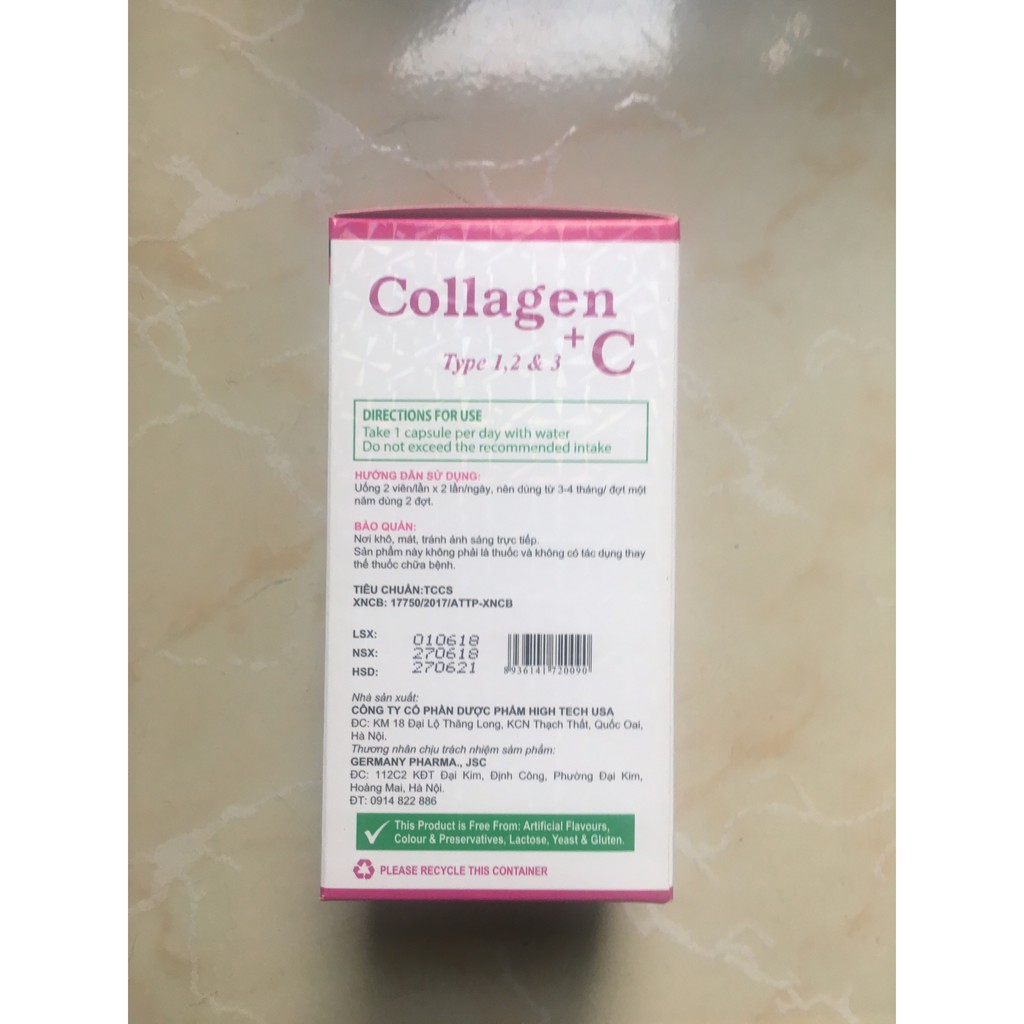 Collagen
+ C
Type 1,2 & 3
DIRECTIONS FOR USE
Take 1 capsule per day with water
Do not exceed the recommended intake
HƯỚNG DẪN SỬ DỤNG:
Uống 2 viên/lần x 2 lần/ngày, nên dùng từ 3-4 tháng/ đợt một
năm dùng 2 đợt.
BẢO QUẢN:
Nơi khô, mát, tránh ánh sáng trực tiếp.
Sản phẩm này không phải là thuốc và không có tác dụng thay
thế thuốc chữa bệnh.
TIÊU CHUẨN:TCCS
XNCB: 17750/2017/ATTP-XNCB
LSX: 010618
NSX: 270618
HSD: 270621
8936141720090
Nhà sản xuất:
CÔNG TY CỔ PHẦN DƯỢC PHẨM HIGH TECH USA
ĐC: KM 18 Đại Lộ Thăng Long, KCN Thạch Thất, Quốc Oai,
Hà Nội.
Thương nhân chịu trách nhiệm sảm phẩm:
GERMANY PHARMA., JSC
ĐC: 112C2 KĐT Đại Kim, Định Công, Phường Đại Kim,
Hoàng Mai, Hà Nội.
ĐT: 0914 822 886
This Product is Free From: Artificial Flavours,
Colour & Preservatives, Lactose, Yeast & Gluten.
PLEASE RECYCLE THIS CONTAINER